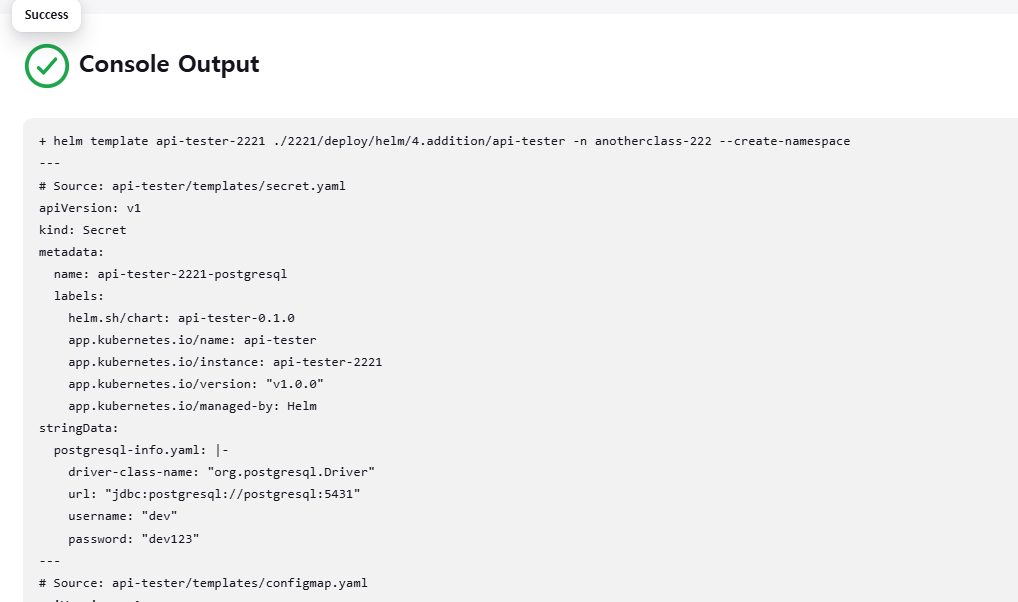 Success
Console Output
+ helm template api-tester-2221 ./2221/deploy/helm/4.addition/api-tester -n anotherclass-222 --create-namespace
---
# Source: api-tester/templates/secret.yaml
apiVersion: v1
kind: Secret
metadata:
  name: api-tester-2221-postgresql
  labels:
    helm.sh/chart: api-tester-0.1.0
    app.kubernetes.io/name: api-tester
    app.kubernetes.io/instance: api-tester-2221
    app.kubernetes.io/version: "v1.0.0"
    app.kubernetes.io/managed-by: Helm
stringData:
  postgresql-info.yaml: |-
    driver-class-name: "org.postgresql.Driver"
    url: "jdbc:postgresql://postgresql:5431"
    username: "dev"
    password: "dev123"
---
# Source: api-tester/templates/configmap.yaml